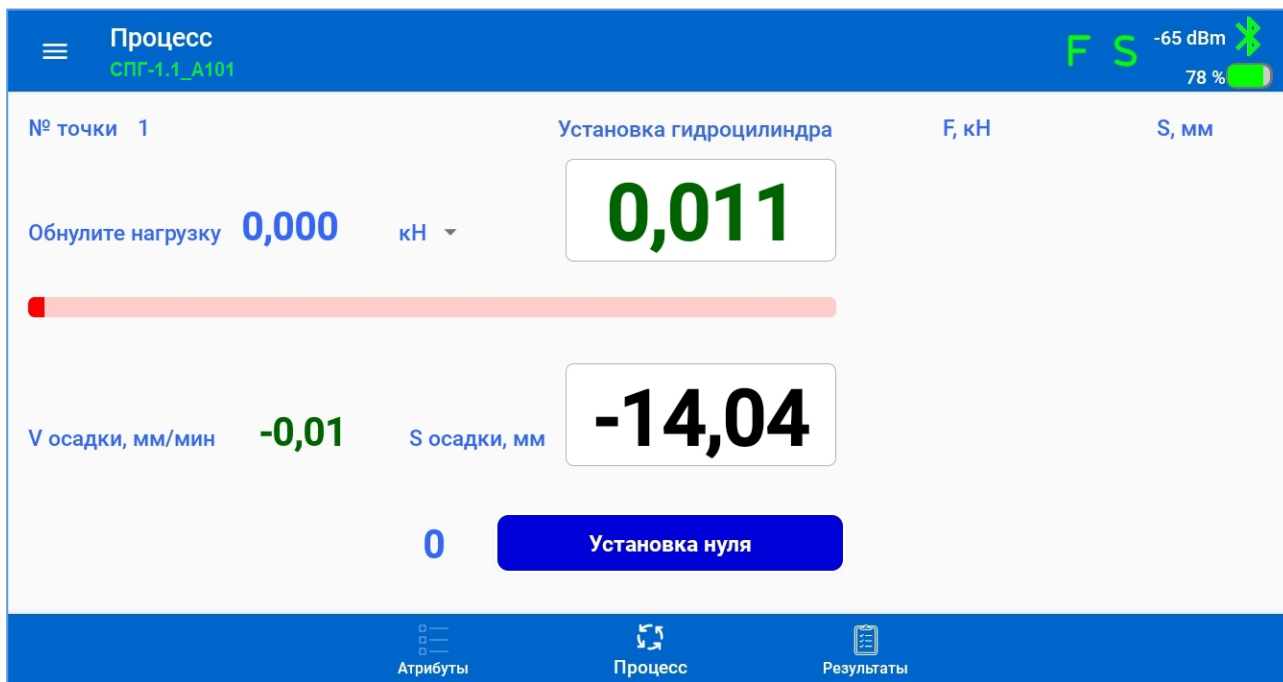 Процесс
СПГ-1.1_А101
F S -65 dBm
78 %
№ точки 1
Установка гидроцилиндра
F, кН
S, мм
0,011
Обнулите нагрузку 0,000 кН
V осадки, мм/мин -0,01 S осадки, мм -14,04
0 Установка нуля
Атрибуты Процесс Результаты